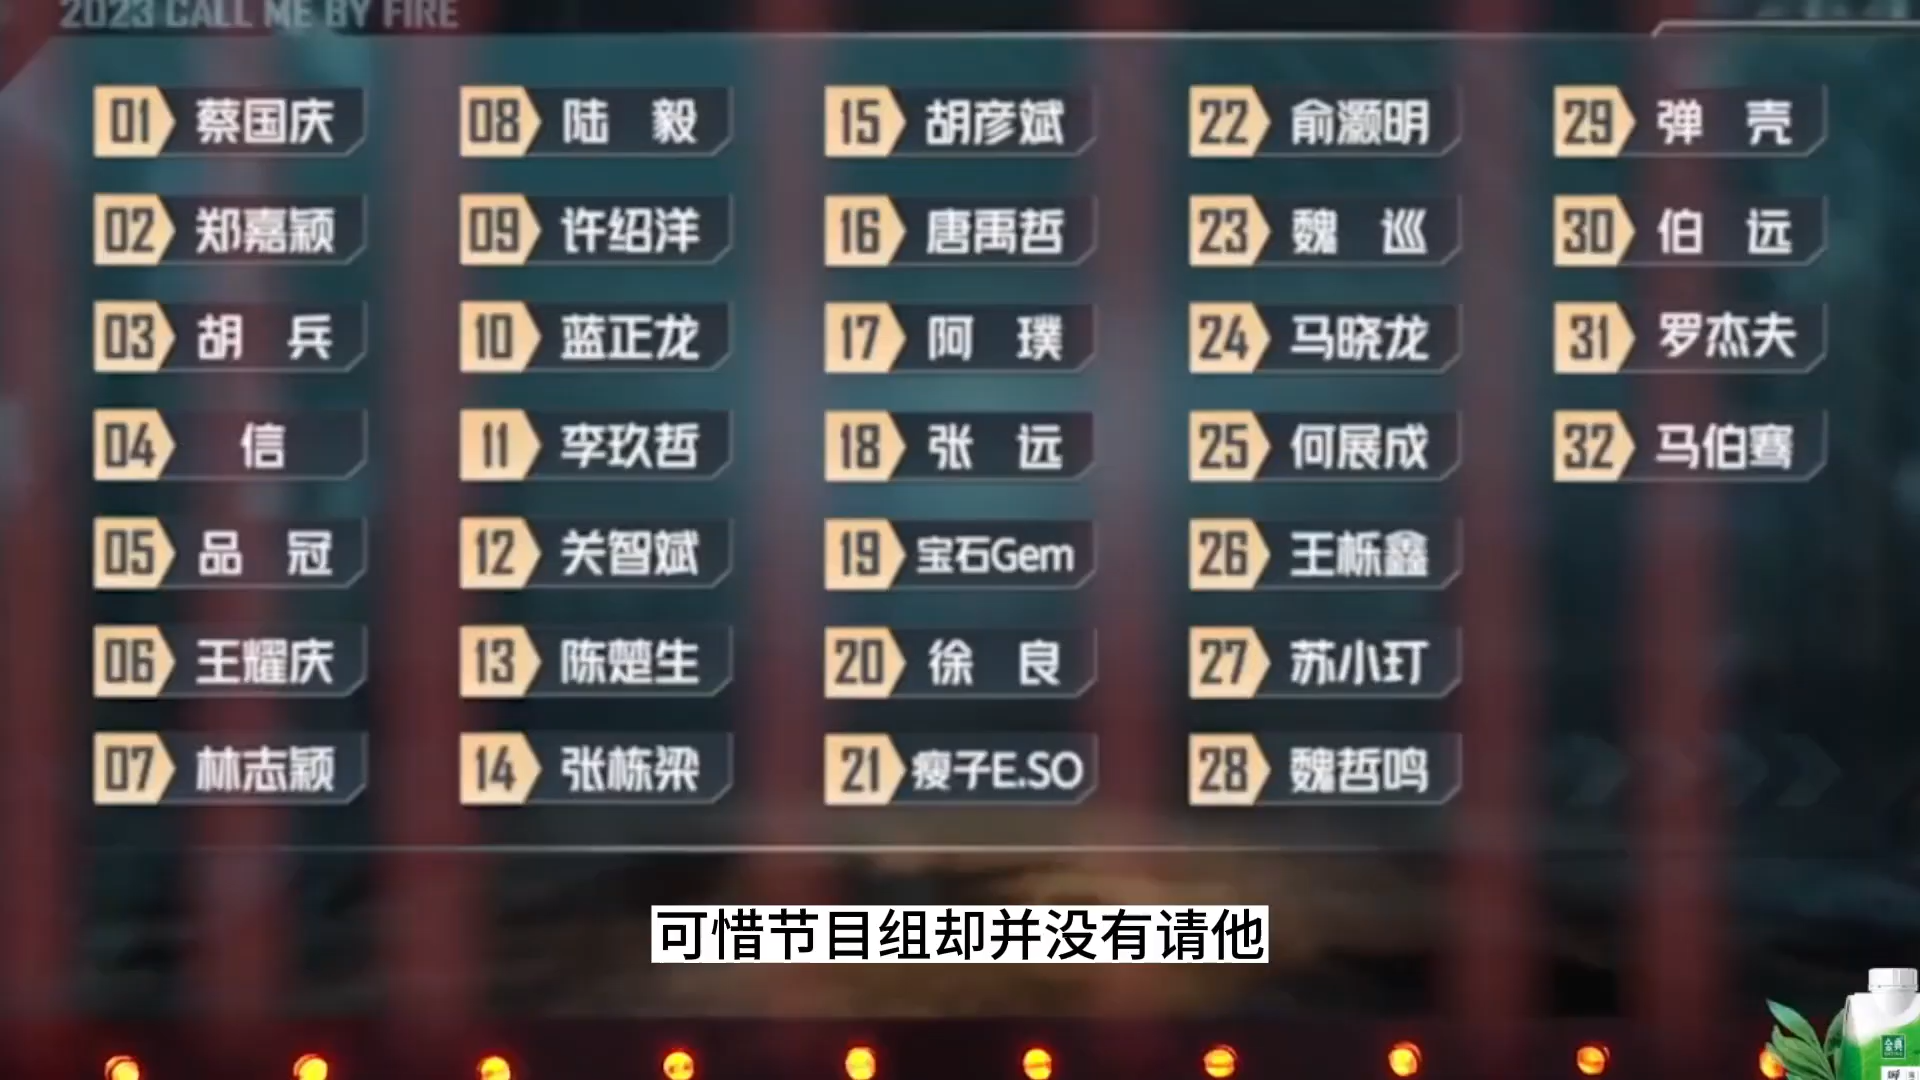 2023 CALL ME BY FIRE
01 蔡国庆
02 郑嘉颖
03 胡兵
04 信
05 品冠
06 王耀庆
07 林志颖
08 陆毅
09 许绍洋
10 蓝正龙
11 李玖哲
12 关智斌
13 陈楚生
14 张栋梁
15 胡彦斌
16 唐禹哲
17 阿璞
18 张远
19 宝石Gem
20 徐良
21 瘦子E.SO
22 俞灏明
23 魏巡
24 马晓龙
25 何展成
26 王栎鑫
27 苏小玎
28 魏哲鸣
29 弹壳
30 伯远
31 罗杰夫
32 马伯骞
可惜节目组却并没有请他
金典